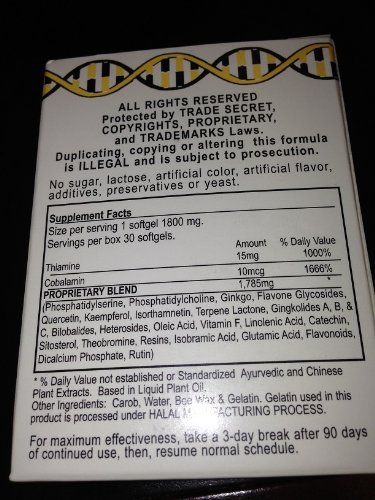 ALL RIGHTS RESERVED
Protected by TRADE SECRET,
COPYRIGHTS, PROPRIETARY,
and TRADEMARKS Laws.
Duplicating, copying or altering this formula
is ILLEGAL and is subject to prosecution.
No sugar, lactose, artificial color, artificial flavor,
additives, preservatives or yeast.
Supplement Facts
Size per serving 1 softgel 1800 mg.
Servings per box 30 softgels.
Amount % Daily Value
Thiamine 15mg 1000%
Cobalamin 10mcg 1666%
PROPRIETARY BLEND 1,785mg *
(Phosphatidylserine, Phosphatidylcholine, Ginkgo, Flavone Glycosides,
Quercetin, Kaempferol, Isorthamnetin, Terpene Lactone, Gingkolides A, B, &
C, Bilobalides, Heterosides, Oleic Acid, Vitamin F, Linolenic Acid, Catechin,
Sitosterol, Theobromine, Resins, Isobramic Acid, Glutamic Acid, Flavonoids,
Dicalcium Phosphate, Rutin)
* % Daily Value not established or Standardized Ayurvedic and Chinese
Plant Extracts. Based in Liquid Plant Oil.
Other Ingredients: Carob, Water, Bee Wax & Gelatin. Gelatin used in this
product is processed under HALAL PROCESS.
For maximum effectiveness, take a 3-day break after 90 days
of continued use, then, resume normal schedule.